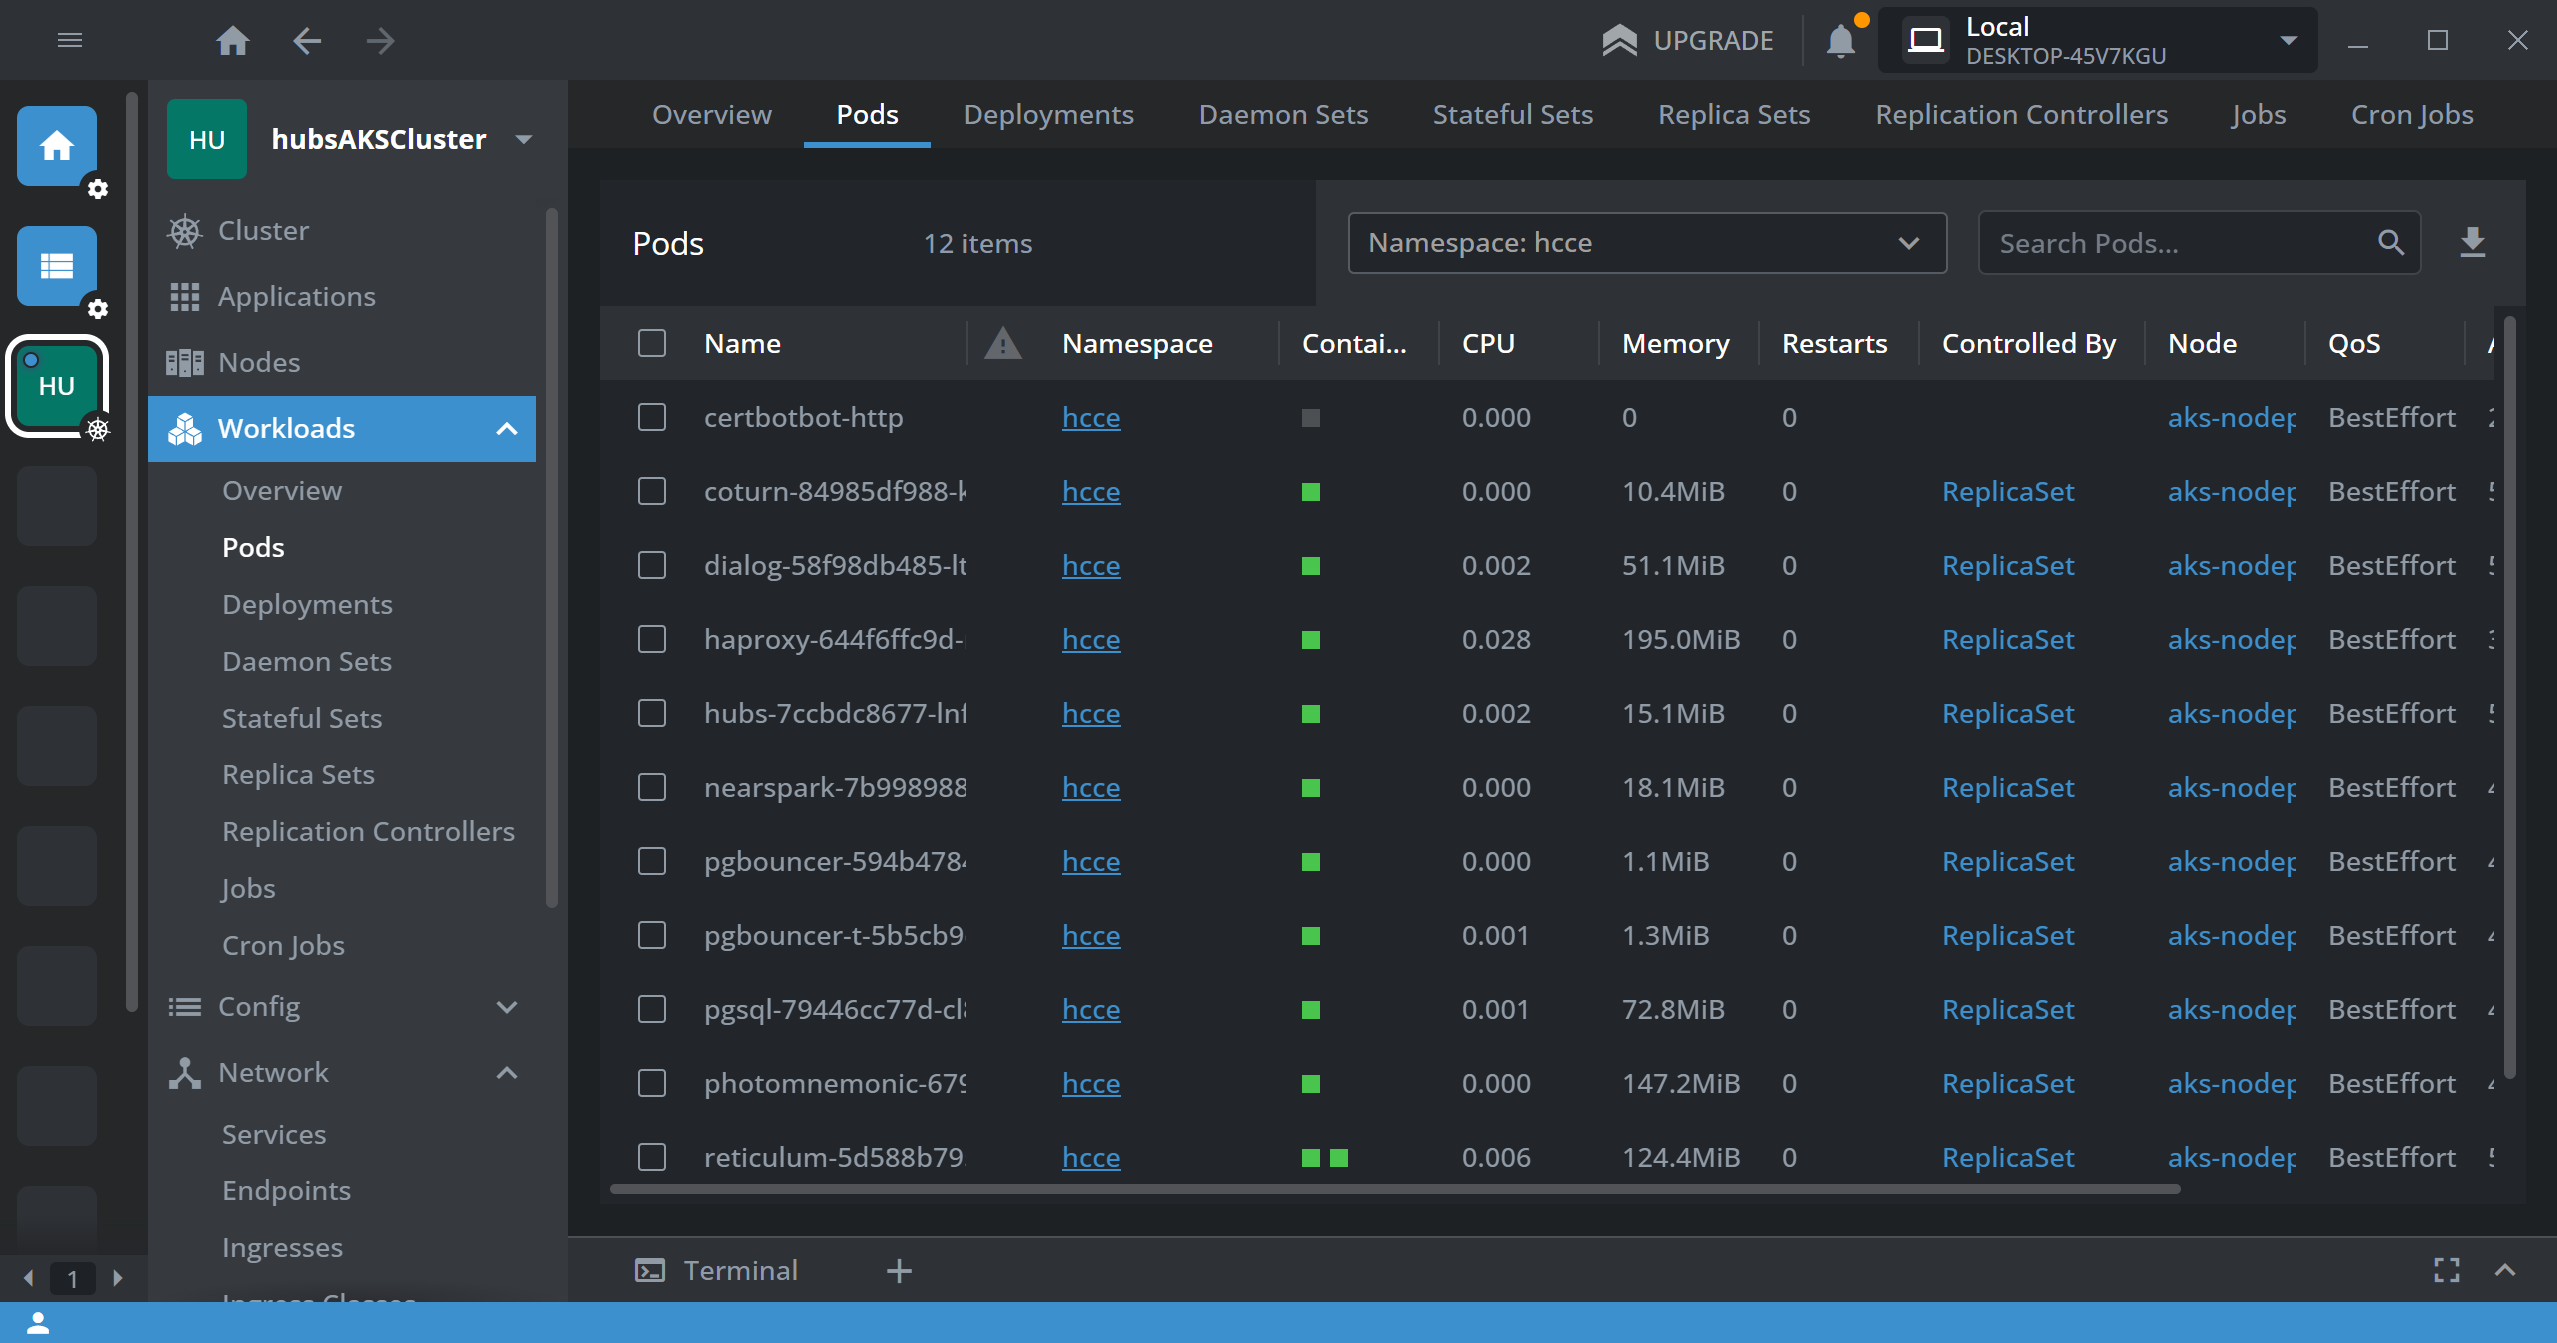 UPGRADE
Local
DESKTOP-45V7KGU
HU
hubsAKSCluster
Cluster
Applications
Nodes
HU
Workloads
Overview
Pods
Deployments
Daemon Sets
Stateful Sets
Replica Sets
Replication Controllers
Jobs
Cron Jobs
Config
Network
Services
Endpoints
Ingresses
Ingress Classes
1
Overview Pods Deployments Daemon Sets Stateful Sets Replica Sets Replication Controllers Jobs Cron Jobs
Pods 12 items Namespace: hcce Search Pods...
Name Namespace Contai... CPU Memory Restarts Controlled By Node QoS
certbotbot-http hcce 0.000 0 0 aks-nodep BestEffort
coturn-84985df988-k hcce 0.000 10.4MiB 0 ReplicaSet aks-nodep BestEffort
dialog-58f98db485-lt hcce 0.002 51.1MiB 0 ReplicaSet aks-nodep BestEffort
haproxy-644f6ffc9d- hcce 0.028 195.0MiB 0 ReplicaSet aks-nodep BestEffort
hubs-7ccbdc8677-lnf hcce 0.002 15.1MiB 0 ReplicaSet aks-nodep BestEffort
nearspark-7b998988 hcce 0.000 18.1MiB 0 ReplicaSet aks-nodep BestEffort
pgbouncer-594b4784 hcce 0.000 1.1MiB 0 ReplicaSet aks-nodep BestEffort
pgbouncer-t-5b5cb9 hcce 0.001 1.3MiB 0 ReplicaSet aks-nodep BestEffort
pgsql-79446cc77d-cl hcce 0.001 72.8MiB 0 ReplicaSet aks-nodep BestEffort
photomnemonic-679 hcce 0.000 147.2MiB 0 ReplicaSet aks-nodep BestEffort
reticulum-5d588b79 hcce 0.006 124.4MiB 0 ReplicaSet aks-nodep BestEffort
Terminal